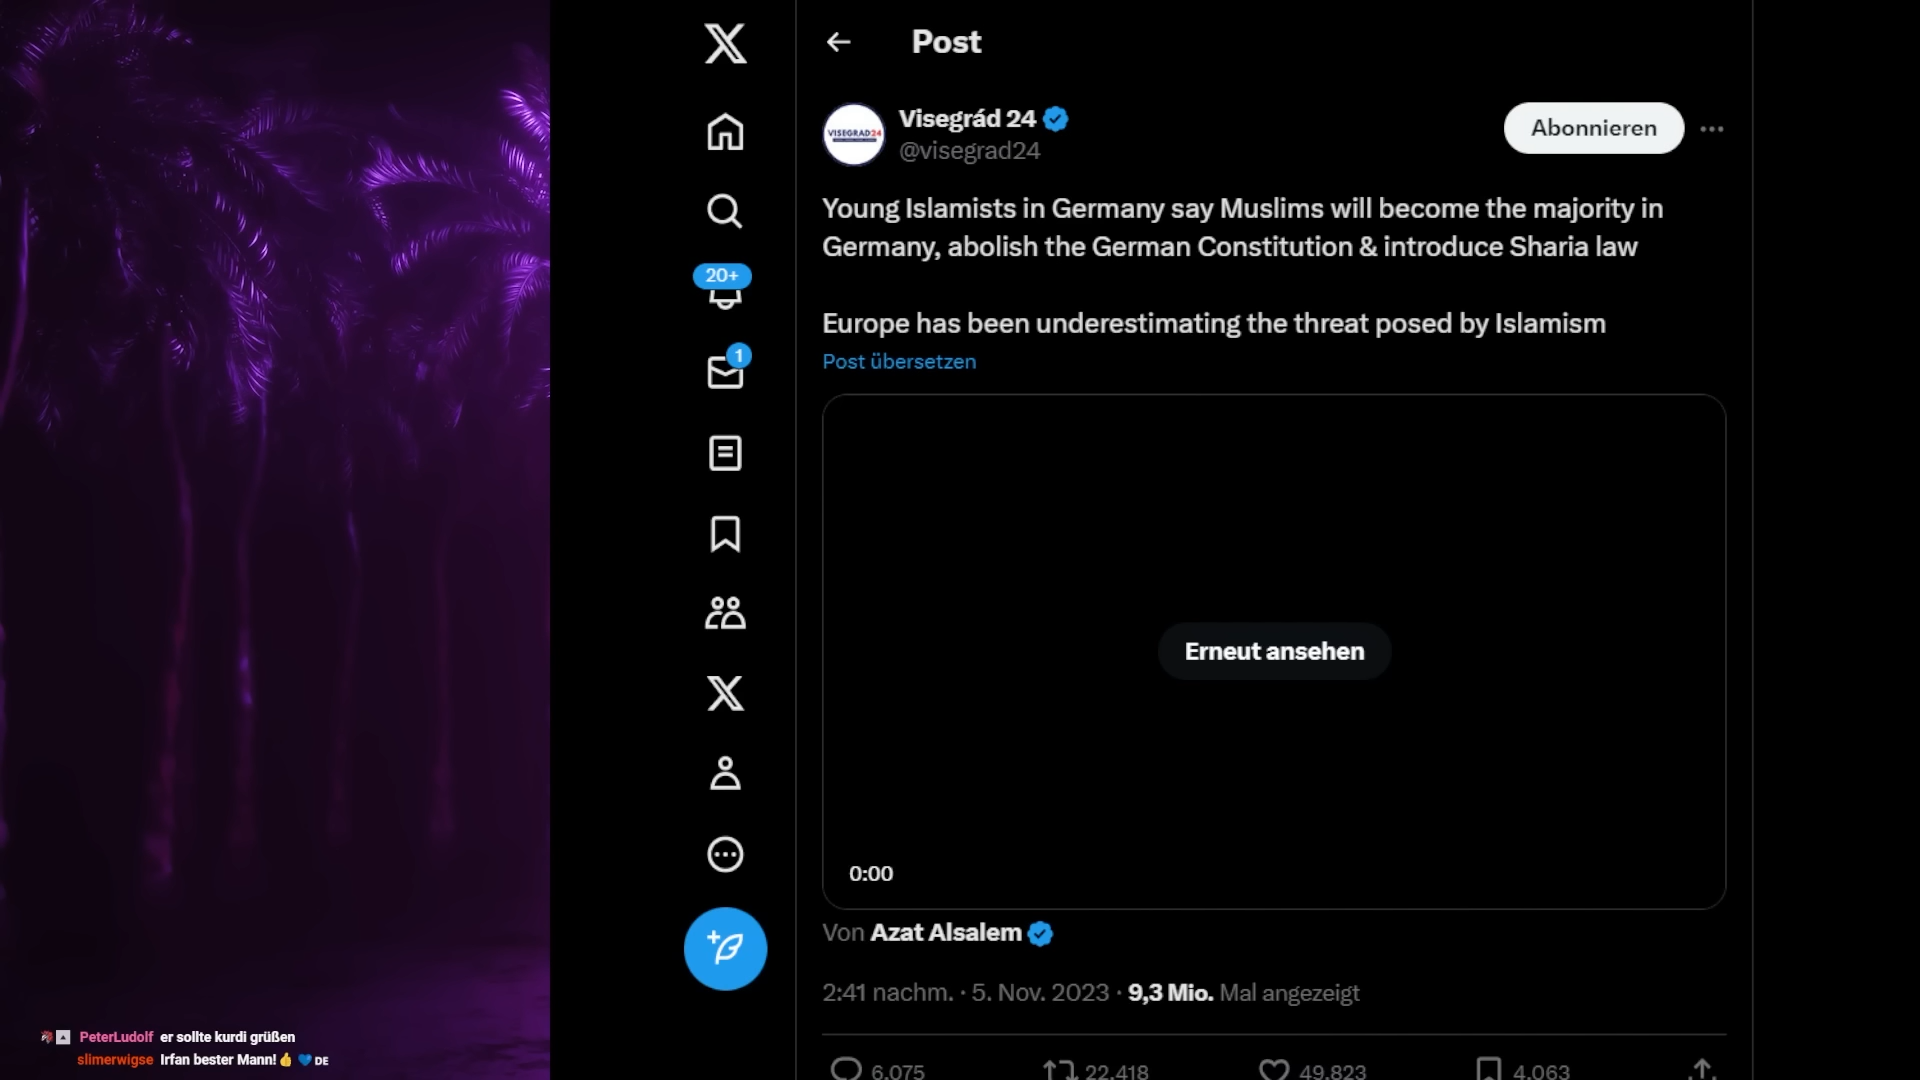 Post
Visegrád 24
@visegrad24
VISEGRAD24
Abonnieren
Young Islamists in Germany say Muslims will become the majority in
Germany, abolish the German Constitution & introduce Sharia law
Europe has been underestimating the threat posed by Islamism
Post übersetzen
20+
1
Erneut ansehen
0:00
Von Azat Alsalem
2:41 nachm. · 5. Nov. 2023 · 9,3 Mio. Mal angezeigt
6.075 22.418 49.823 4.063
PeterLudolf er sollte kurdi grüßen
slimerwigse Irfan bester Mann!👍 💙 DE